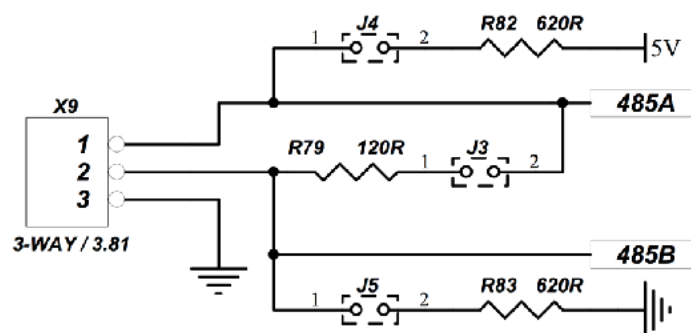 J4
R82 620R
1 2
5V
X9
485A
1
R79 120R
J3
2
1 2
3
3-WAY / 3.81
485B
J5
R83 620R
1 2